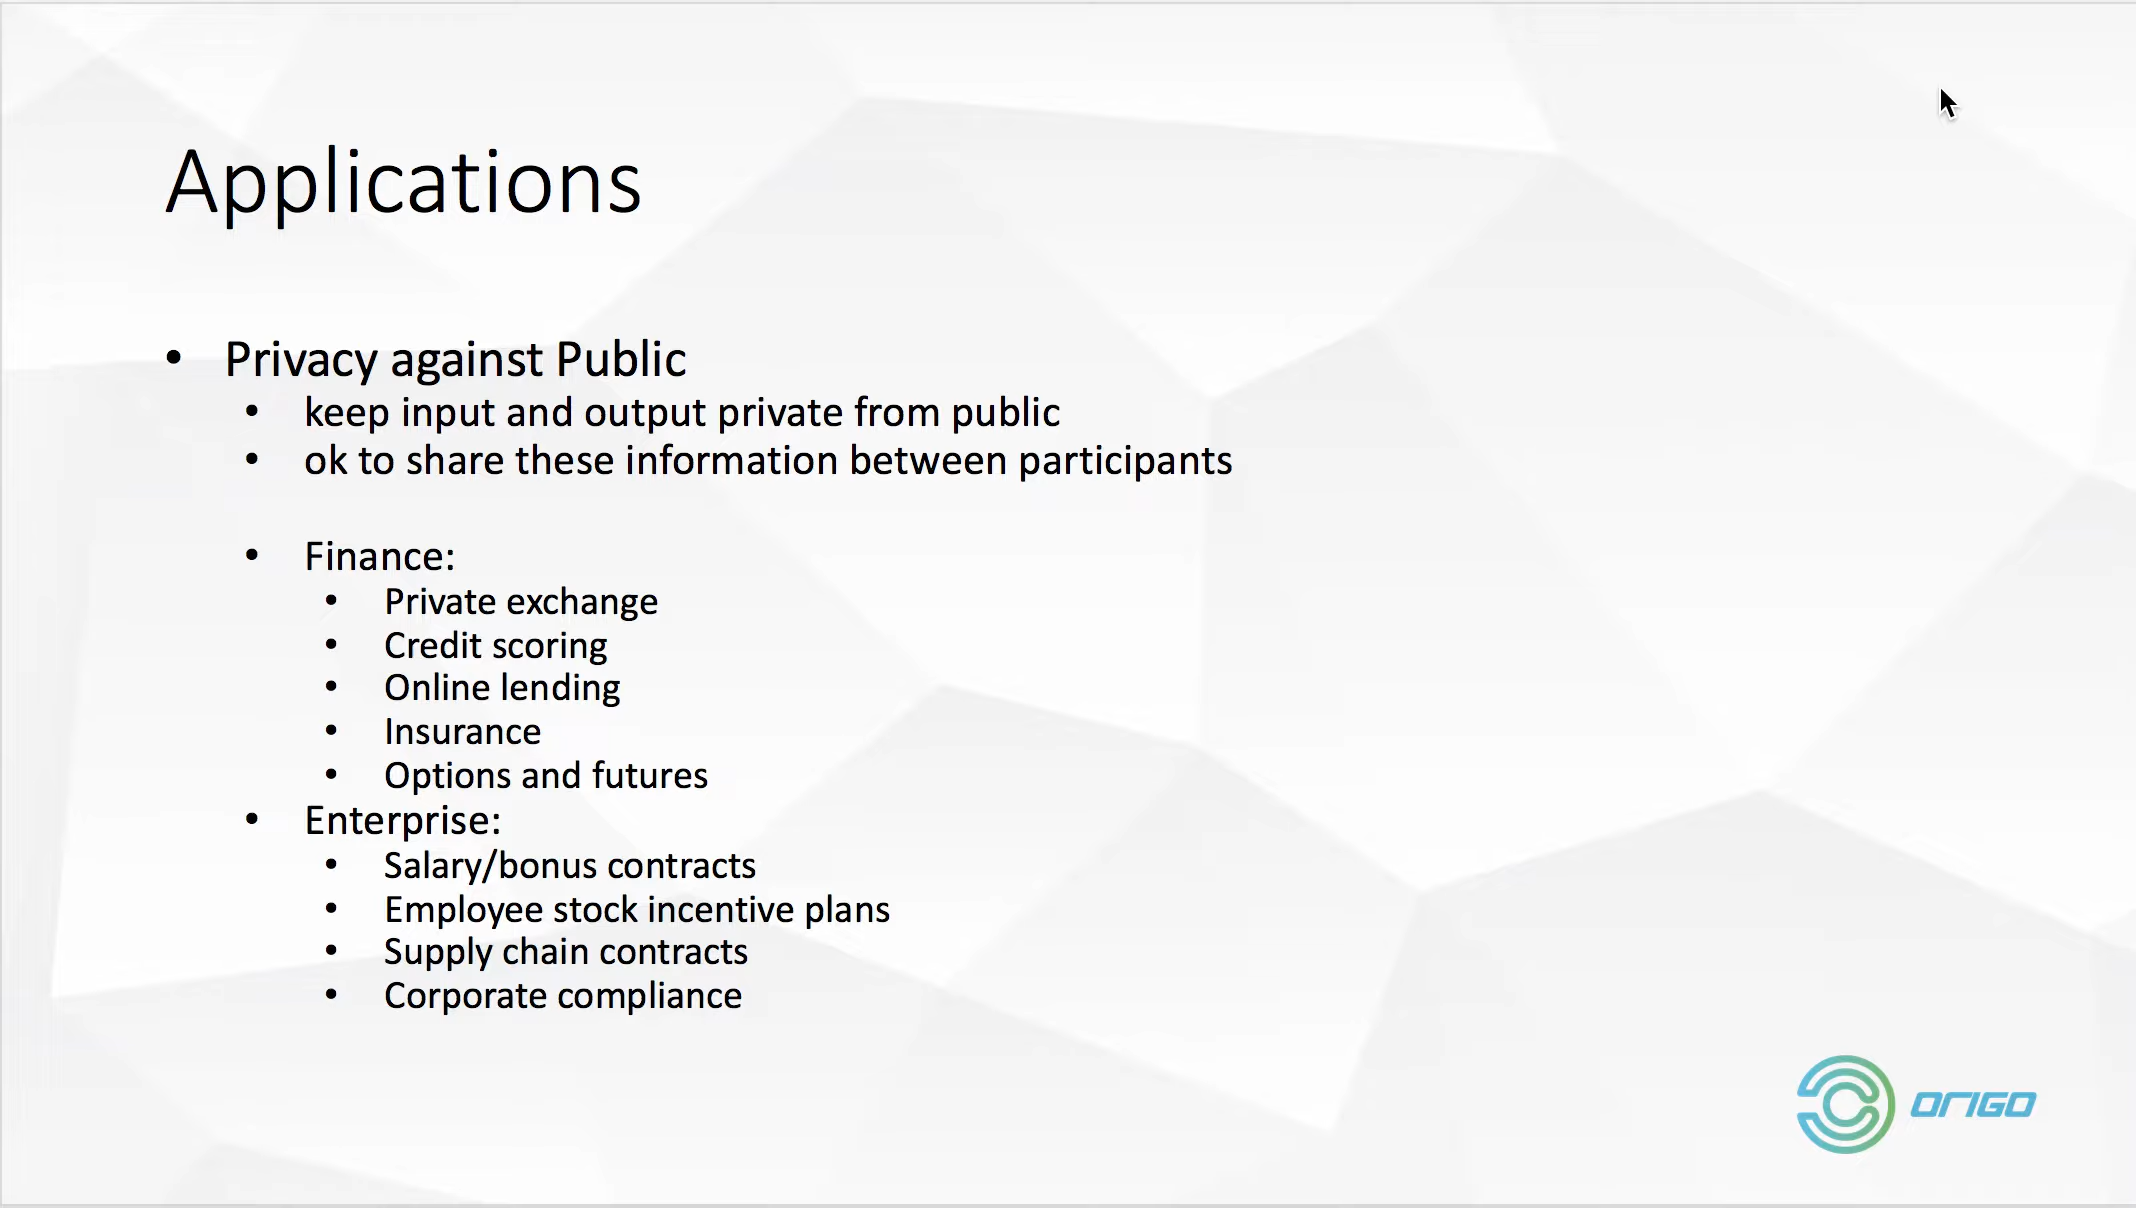 Applications
• Privacy against Public
• keep input and output private from public
• ok to share these information between participants
• Finance:
• Private exchange
• Credit scoring
• Online lending
• Insurance
• Options and futures
• Enterprise:
• Salary/bonus contracts
• Employee stock incentive plans
• Supply chain contracts
• Corporate compliance
ORIGO